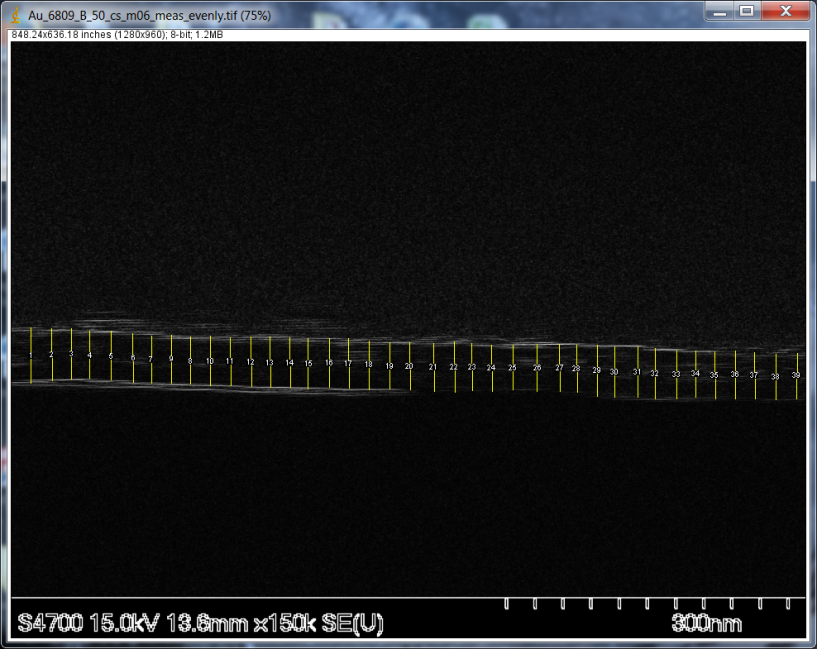 Au_6809_B_50_cs_m06_meas_evenly.tif (75%)
848.24x636.18 inches (1280x960); 8-bit; 1.2MB
1 2 3 4 5 6 7 9 8 10 11 12 13 14 15 16 17 18 19 20 21 22 23 24 25 26 27 28 29 30 31 32 33 34 35 36 37 38 39
S4700 15.0kV 13.6mm x150k SE(U) 300nm